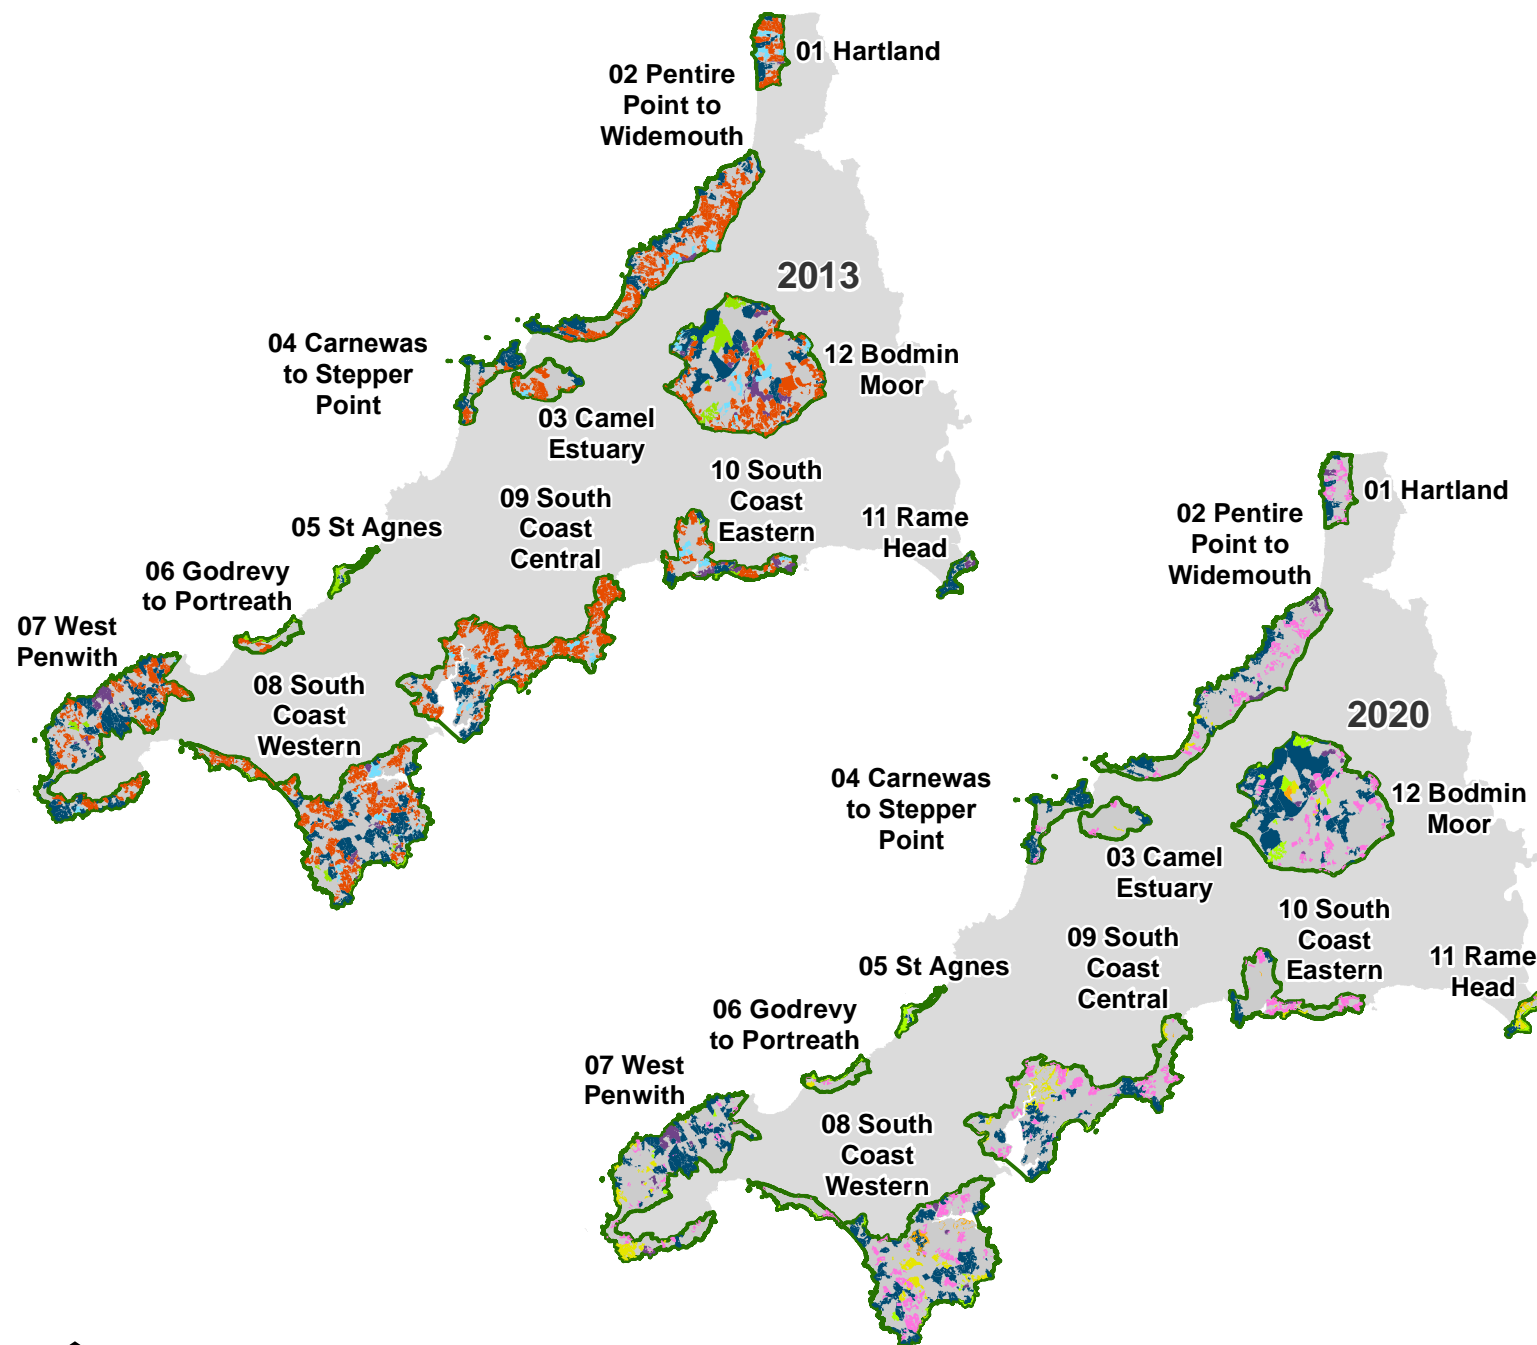 01 Hartland
02 Pentire
Point to
Widemouth
2013
04 Carnewas
to Stepper
Point
12 Bodmin
Moor
03 Camel
Estuary
10 South
Coast
Eastern
09 South
Coast
Central
11 Rame
Head
05 St Agnes
06 Godrevy
to Portreath
07 West
Penwith
08 South
Coast
Western
01 Hartland
02 Pentire
Point to
Widemouth
2020
04 Carnewas
to Stepper
Point
12 Bodmin
Moor
03 Camel
Estuary
10 South
Coast
Eastern
09 South
Coast
Central
11 Rame
Head
05 St Agnes
06 Godrevy
to Portreath
07 West
Penwith
08 South
Coast
Western